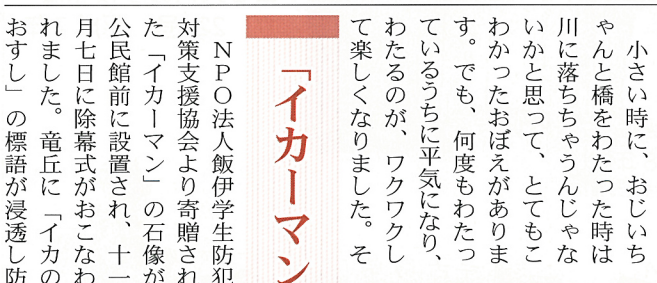 小さい時に、おじいち
ゃんと橋をわたった時は
川に落ちちゃうんじゃな
いかと思って、とてもこ
わかったおぼえがありま
す。でも、何度もわたっ
ているうちに平気になり、
わたるのが、ワクワクし
て楽しくなりました。そ
「イカーマン
NPO法人飯伊学生防犯
対策支援協会より寄贈され
た「イカーマン」の石像が
公民館前に設置され、十一
月七日に除幕式がおこなわ
れました。竜丘に「イカの
おすし」の標語が浸透し防